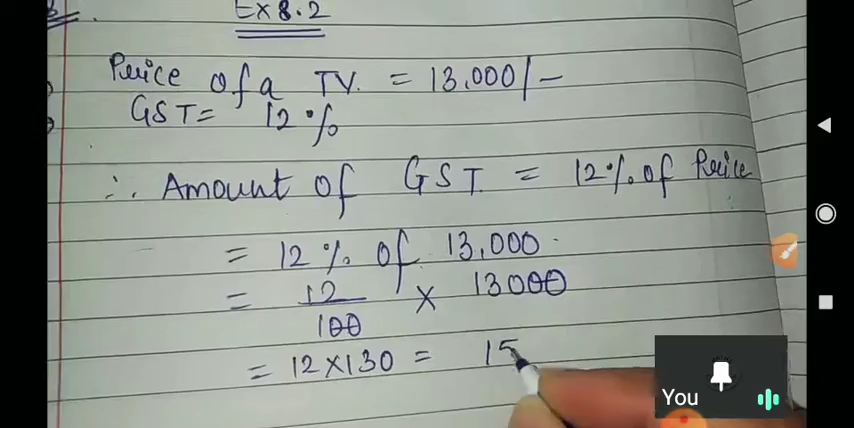 Ex 8.2
Price of a TV. = 13,000/-
GST = 12%
∴ Amount of GST. = 12% of Price
= 12% of 13,000
= 12/100 × 13000
= 12×130 = 15
You